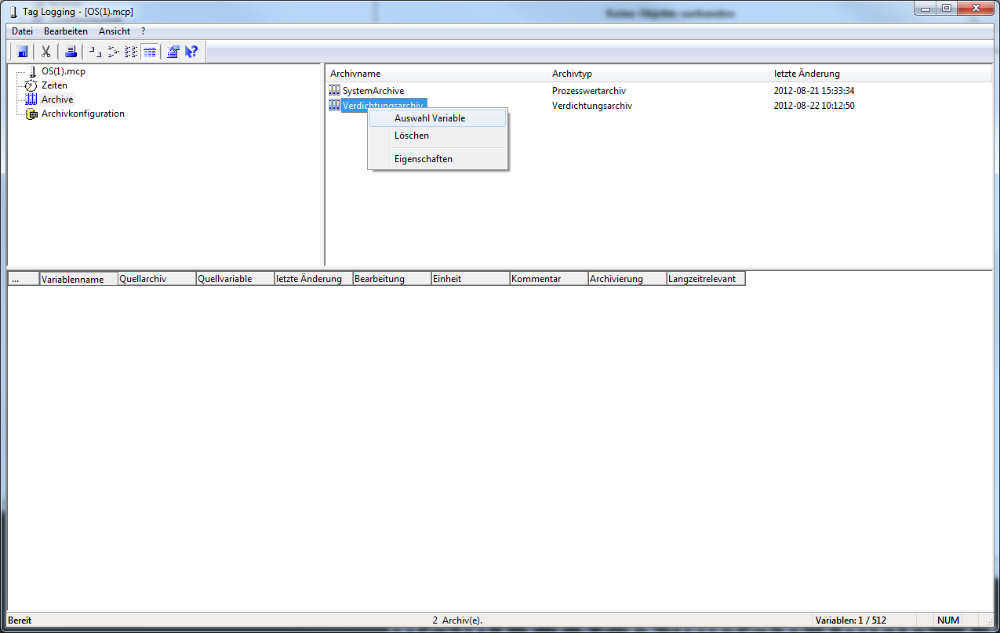 Tag Logging - [OS(1).mcp]
Keine Objekte vorhanden
Datei Bearbeiten Ansicht ?
OS(1).mcp
Zeiten
Archive
Archivkonfiguration
Archivname Archivtyp letzte Änderung
SystemArchive Prozesswertarchiv 2012-08-21 15:33:34
Verdichtungsarchiv Verdichtungsarchiv 2012-08-22 10:12:50
Auswahl Variable
Löschen
Eigenschaften
... Variablenname Quellarchiv Quellvariable letzte Änderung Bearbeitung Einheit Kommentar Archivierung Langzeitrelevant
Bereit 2 Archiv(e). Variablen: 1 / 512 NUM